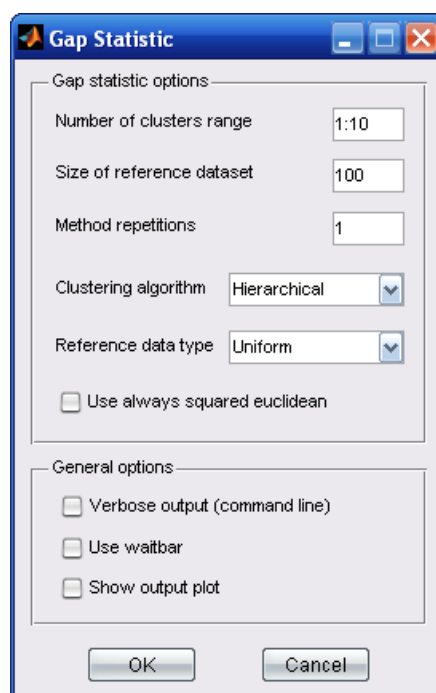 Gap Statistic
Gap statistic options
Number of clusters range 1:10
Size of reference dataset 100
Method repetitions 1
Clustering algorithm Hierarchical
Reference data type Uniform
Use always squared euclidean
General options
Verbose output (command line)
Use waitbar
Show output plot
OK Cancel